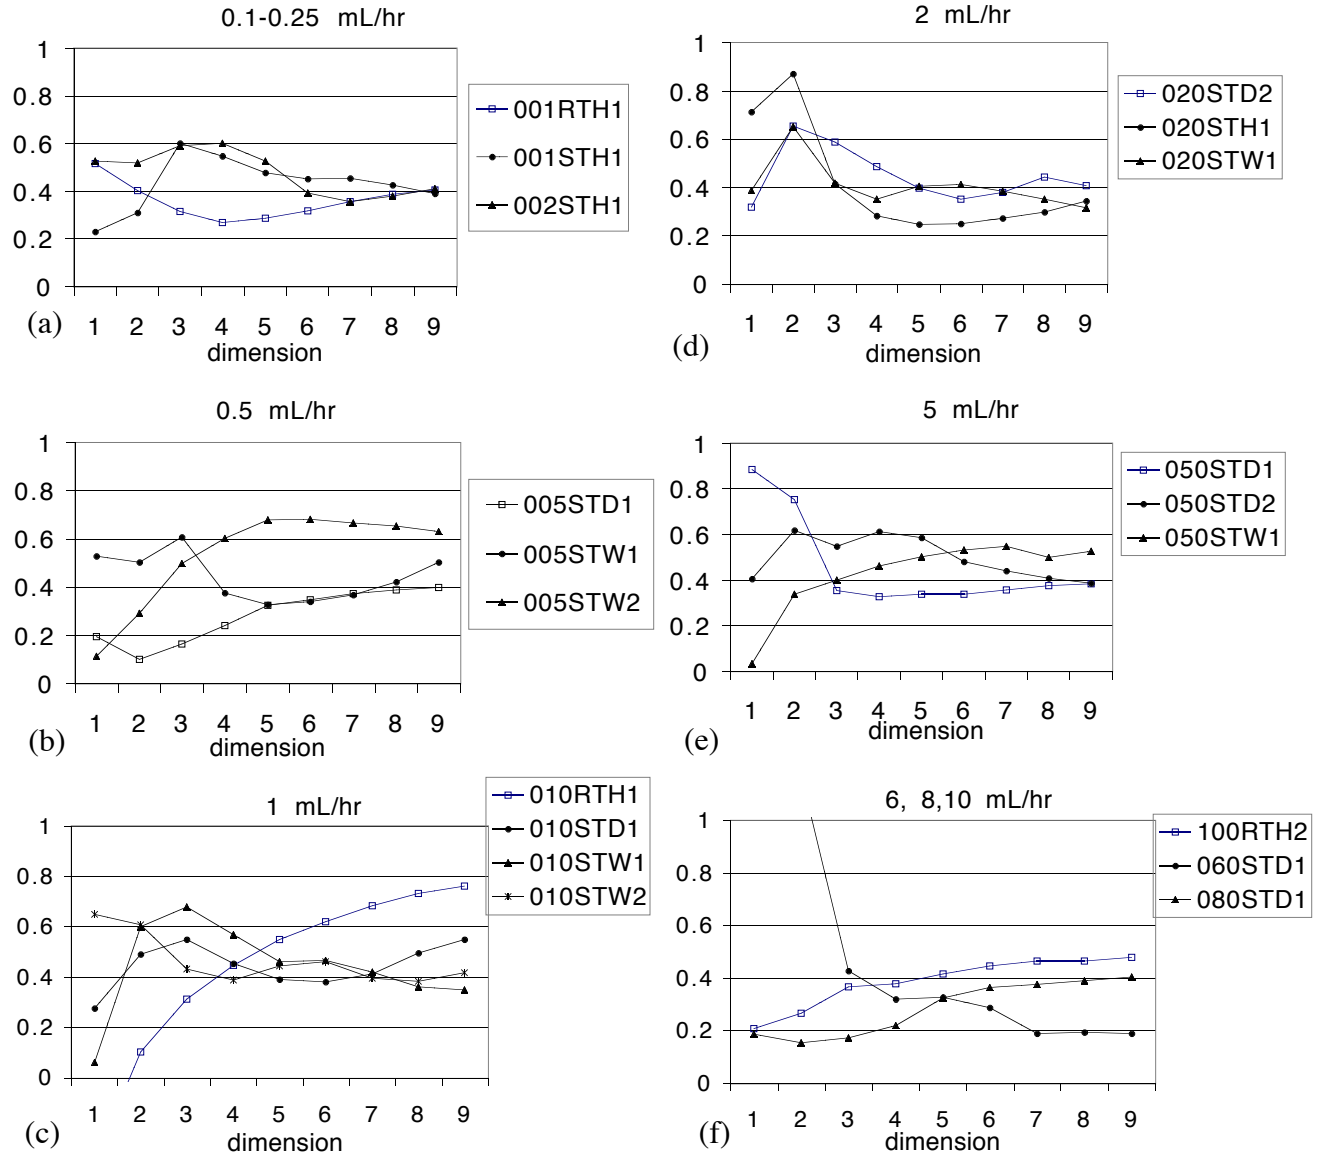 0.1-0.25 mL/hr
1
0.8
0.6
0.4
0.2
0
1 2 3 4 5 6 7 8 9
dimension
(a)
001RTH1
001STH1
002STH1
2 mL/hr
1
0.8
0.6
0.4
0.2
0
1 2 3 4 5 6 7 8 9
dimension
(d)
020STD2
020STH1
020STW1
0.5 mL/hr
1
0.8
0.6
0.4
0.2
0
1 2 3 4 5 6 7 8 9
dimension
(b)
005STD1
005STW1
005STW2
5 mL/hr
1
0.8
0.6
0.4
0.2
0
1 2 3 4 5 6 7 8 9
dimension
(e)
050STD1
050STD2
050STW1
1 mL/hr
1
0.8
0.6
0.4
0.2
0
1 2 3 4 5 6 7 8 9
dimension
(c)
010RTH1
010STD1
010STW1
010STW2
6, 8,10 mL/hr
1
0.8
0.6
0.4
0.2
0
1 2 3 4 5 6 7 8 9
dimension
(f)
100RTH2
060STD1
080STD1